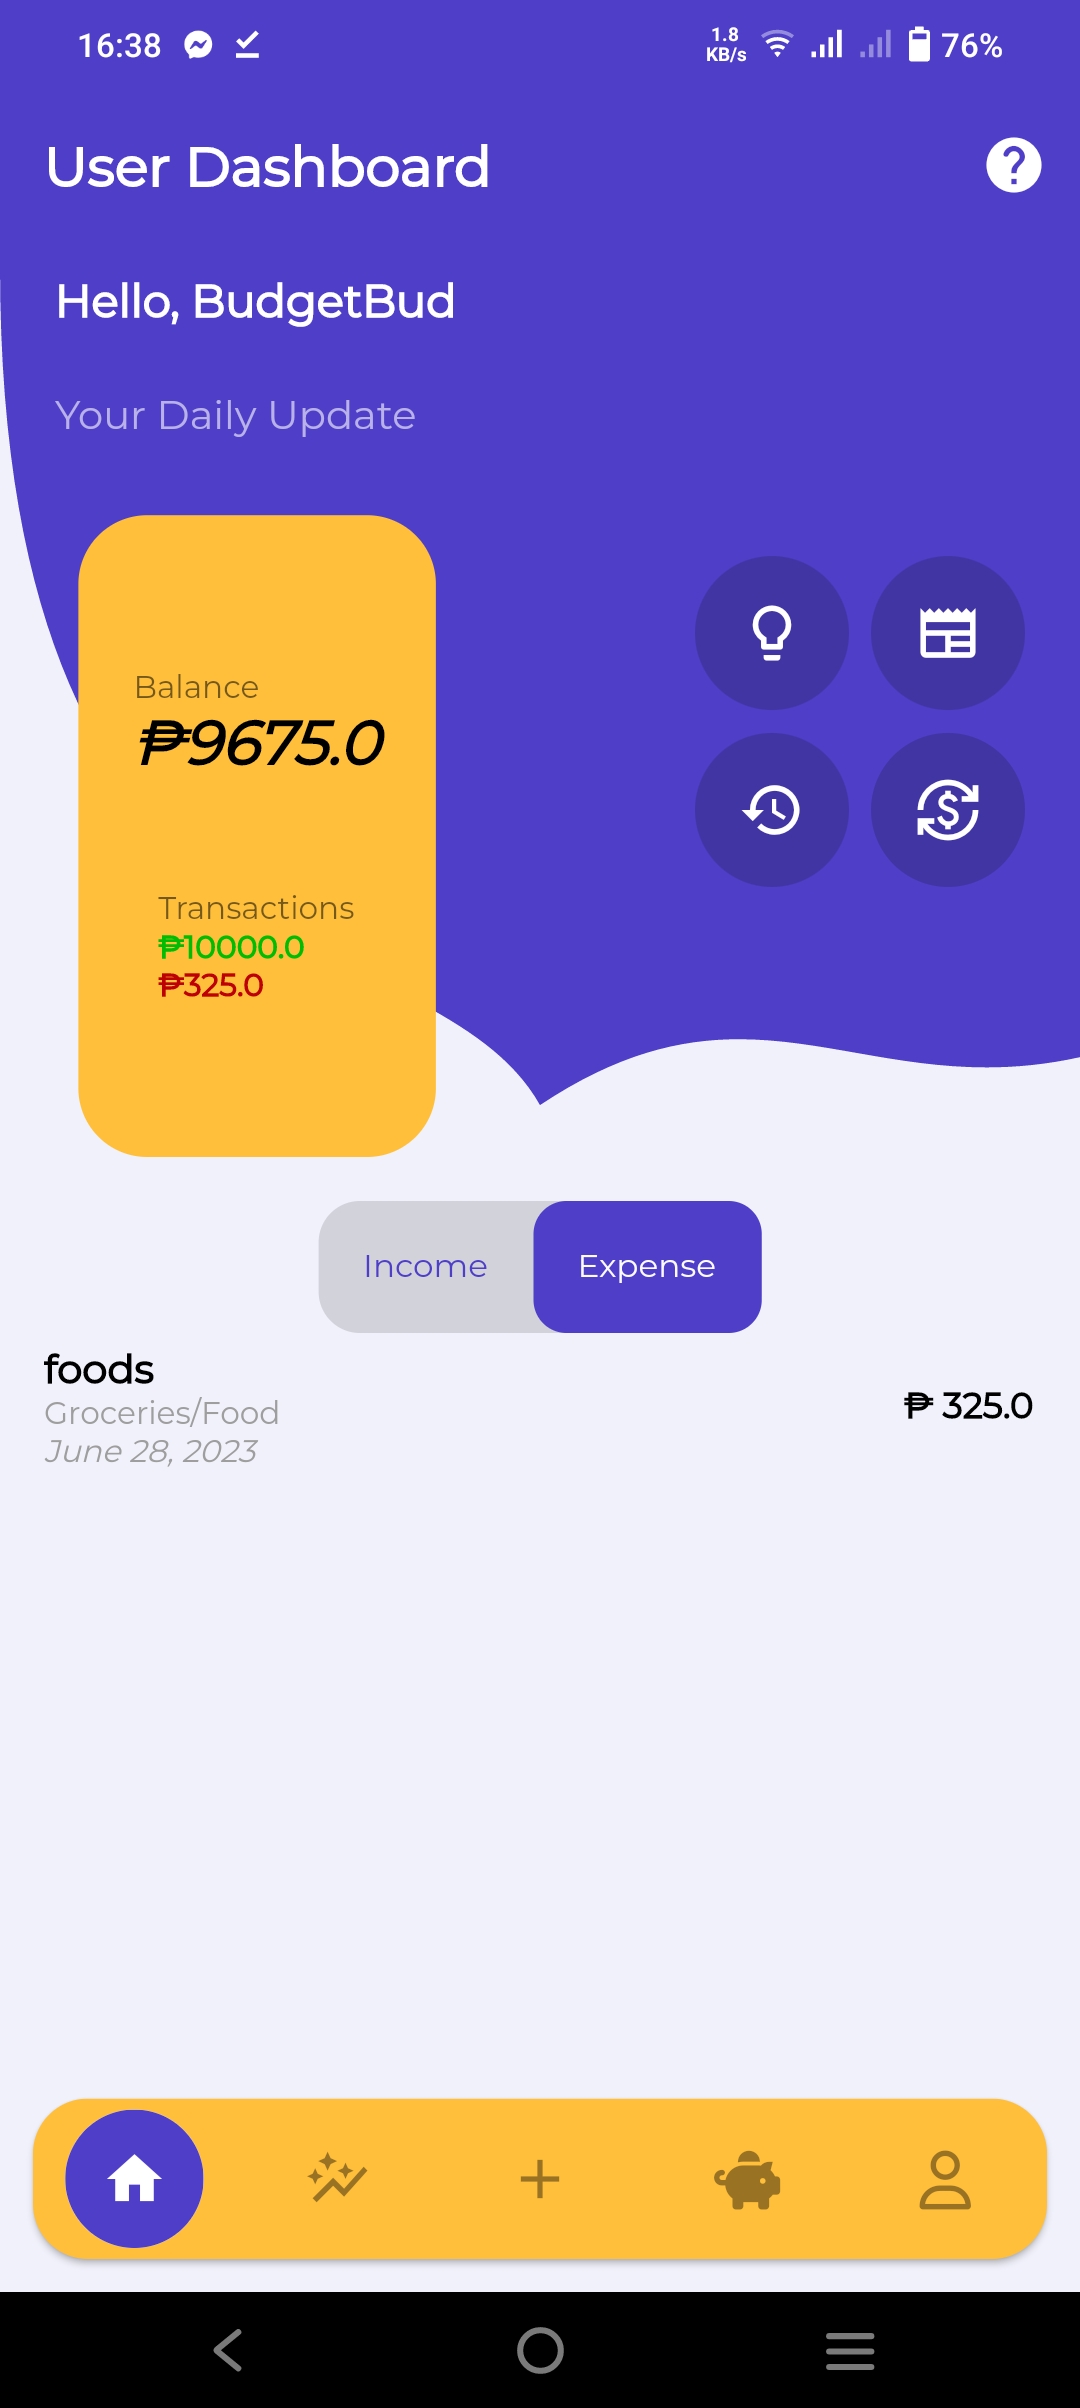 16:38
1.8
KB/s
76%
User Dashboard
Hello, BudgetBud
Your Daily Update
Balance
₱9675.0
Transactions
₱10000.0
₱325.0
Income
Expense
foods
Groceries/Food
June 28, 2023
₱ 325.0